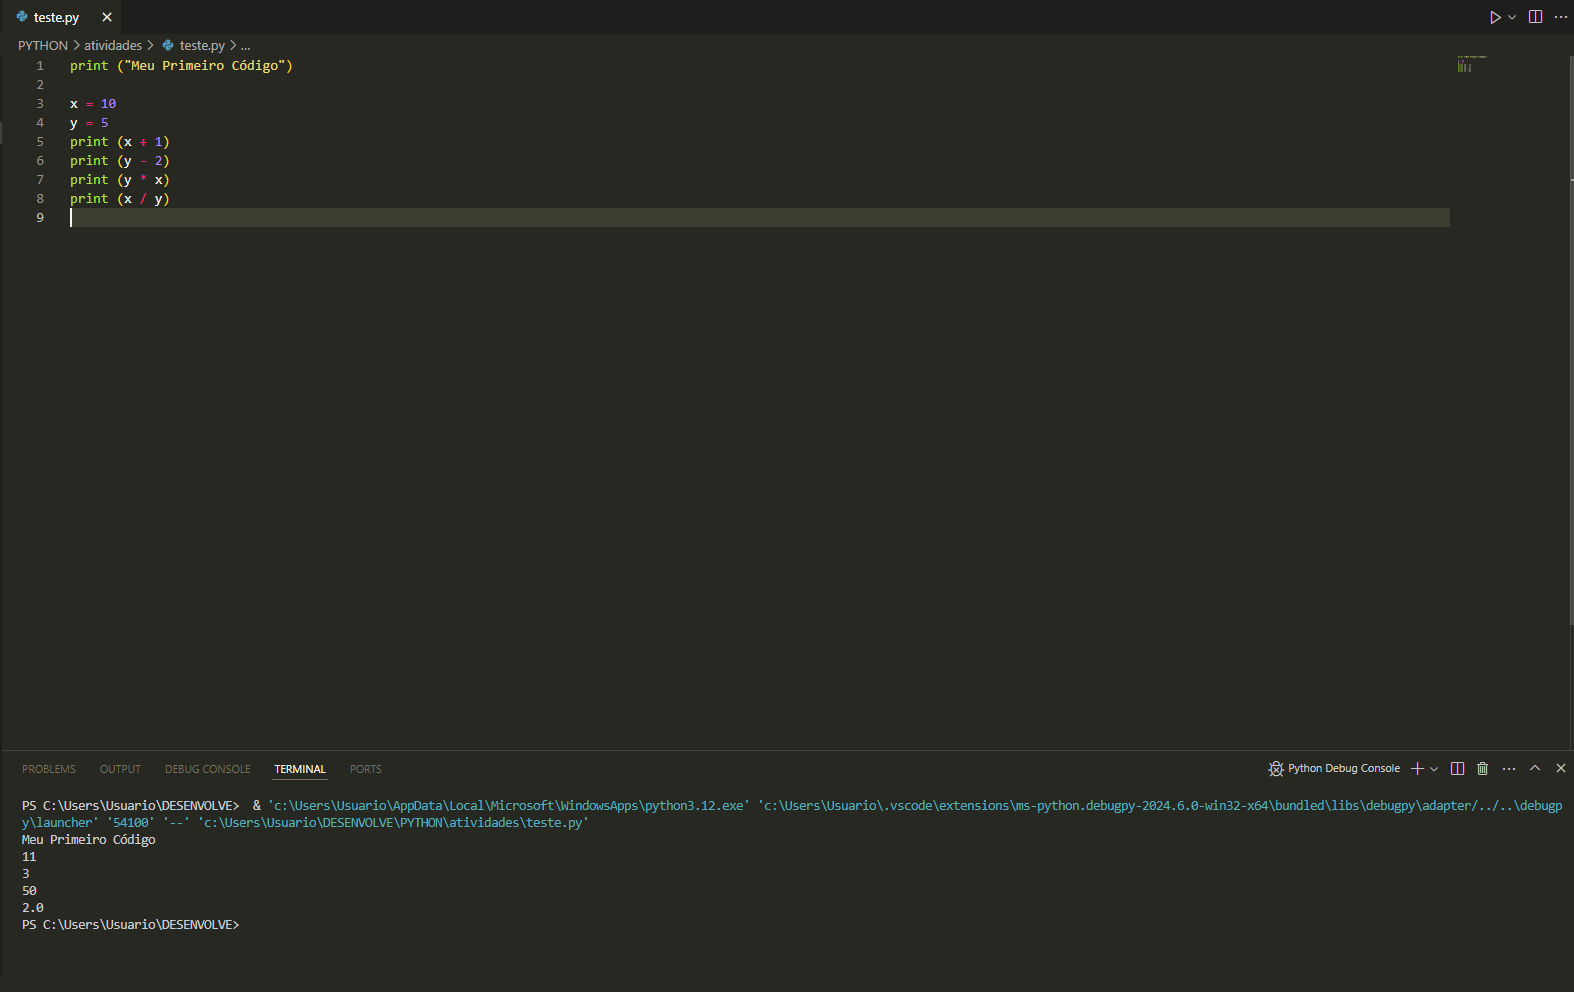 teste.py
PYTHON > atividades > teste.py > ...
1 print ("Meu Primeiro Código")
2
3 x = 10
4 y = 5
5 print (x + 1)
6 print (y - 2)
7 print (y * x)
8 print (x / y)
9
PROBLEMS OUTPUT DEBUG CONSOLE TERMINAL PORTS Python Debug Console
PS C:\Users\Usuario\DESENVOLVE>  & 'c:\Users\Usuario\AppData\Local\Microsoft\WindowsApps\python3.12.exe' 'c:\Users\Usuario\.vscode\extensions\ms-python.debugpy-2024.6.0-win32-x64\bundled\libs\debugpy\adapter/../..\debugp
y\launcher' '54100' '--' 'c:\Users\Usuario\DESENVOLVE\PYTHON\atividades\teste.py'
Meu Primeiro Código
11
3
50
2.0
PS C:\Users\Usuario\DESENVOLVE>